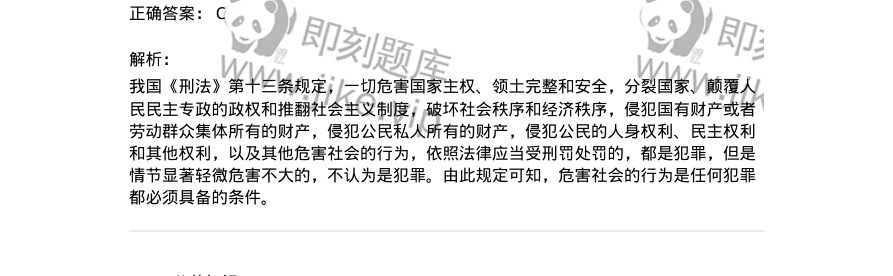 正确答案： C
即刻题库
www.jike.vip
解析：
我国《刑法》第十三条规定，一切危害国家主权、领土完整和安全，分裂国家、颠覆人
民民主专政的政权和推翻社会主义制度，破坏社会秩序和经济秩序，侵犯国有财产或者
劳动群众集体所有的财产，侵犯公民私人所有的财产，侵犯公民的人身权利、民主权利
和其他权利，以及其他危害社会的行为，依照法律应当受刑罚处罚的，都是犯罪，但是
情节显著轻微危害不大的，不认为是犯罪。由此规定可知，危害社会的行为是任何犯罪
都必须具备的条件。